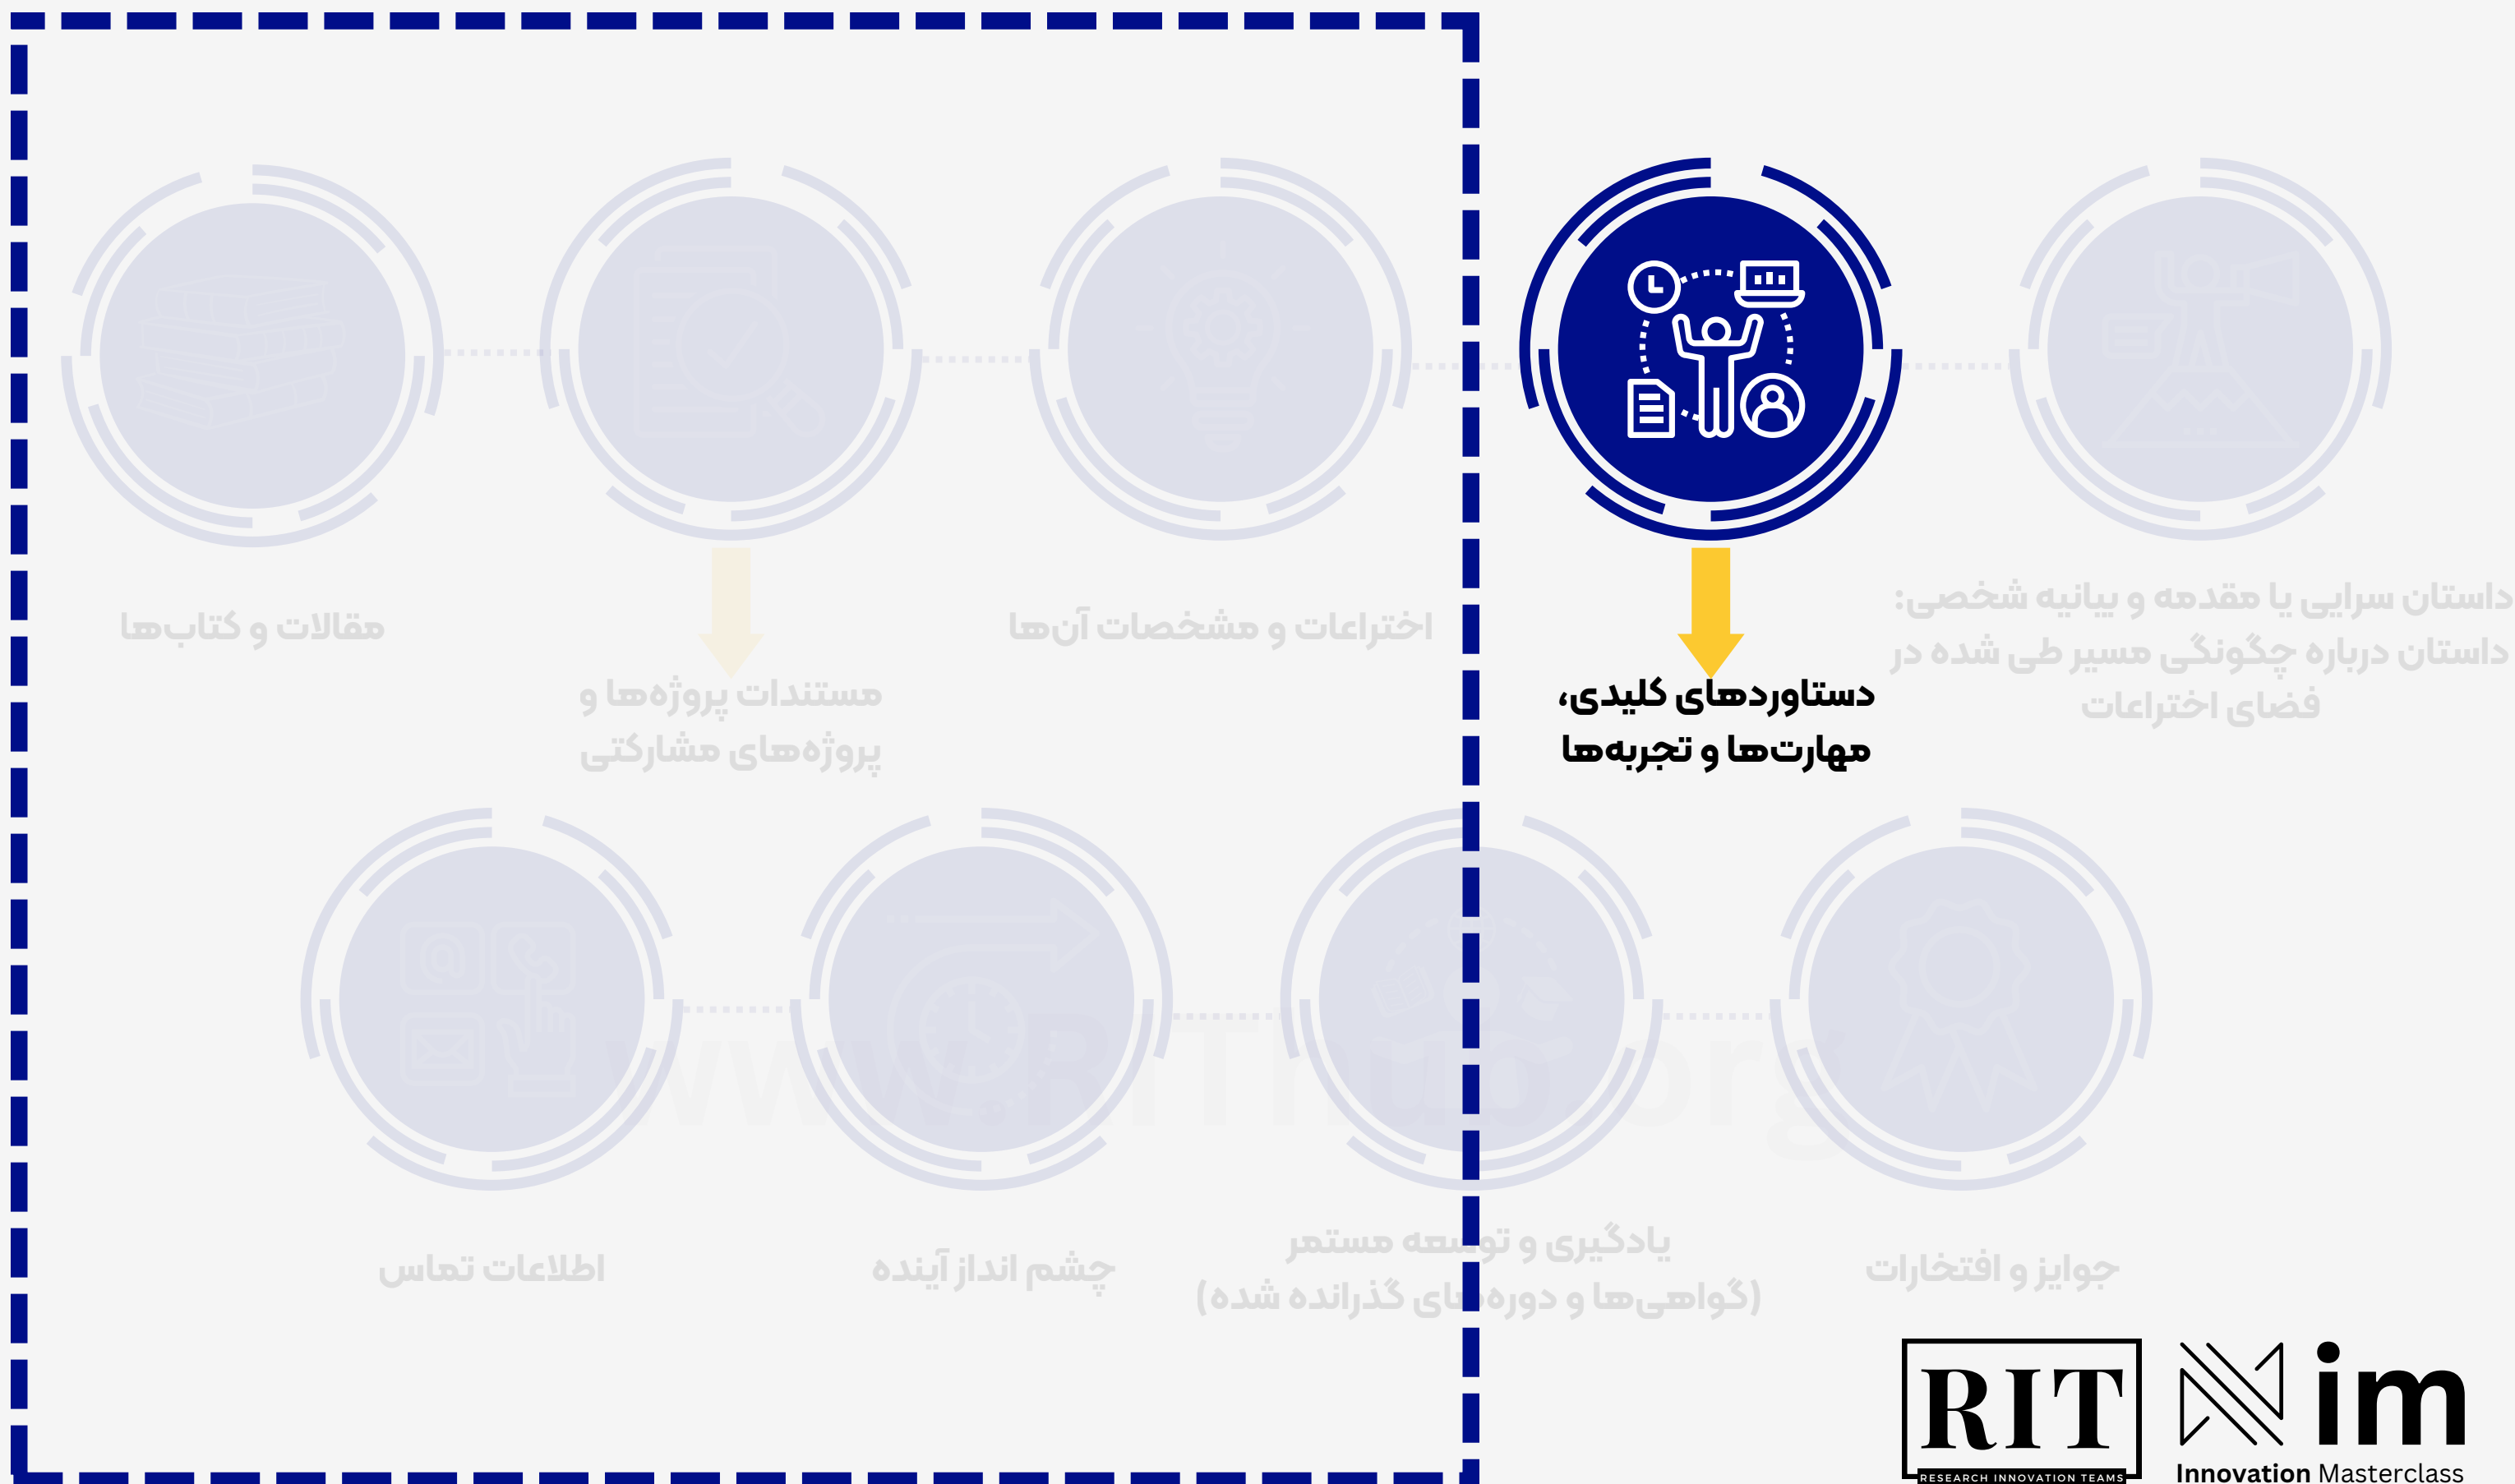 داستان سرایی یا مقدمه و بیانیه شخصی:
داستان درباره چگونگی مسیر طی شده در
فضای اختراعات
دستاوردهای کلیدی،
مهارت‌ها و تجربه‌ها
اختراعات و مشخصات آن‌ها
مستندات پروژه‌ها و
پروژه‌های مشارکتی
مقالات و کتاب‌ها
جوایز و افتخارات
یادگیری و توسعه مستمر
(گواهی‌ها و دوره‌های گذرانده شده)
چشم انداز آینده
اطلاعات تماس
www.RIThub.org
RIT
RESEARCH INNOVATION TEAMS
im
Innovation Masterclass